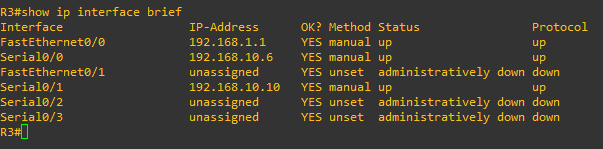 R3#show ip interface brief
Interface                  IP-Address      OK? Method Status                Protocol
FastEthernet0/0            192.168.1.1     YES manual up                    up
Serial0/0                  192.168.10.6    YES manual up                    up
FastEthernet0/1            unassigned      YES unset  administratively down down
Serial0/1                  192.168.10.10   YES manual up                    up
Serial0/2                  unassigned      YES unset  administratively down down
Serial0/3                  unassigned      YES unset  administratively down down
R3#